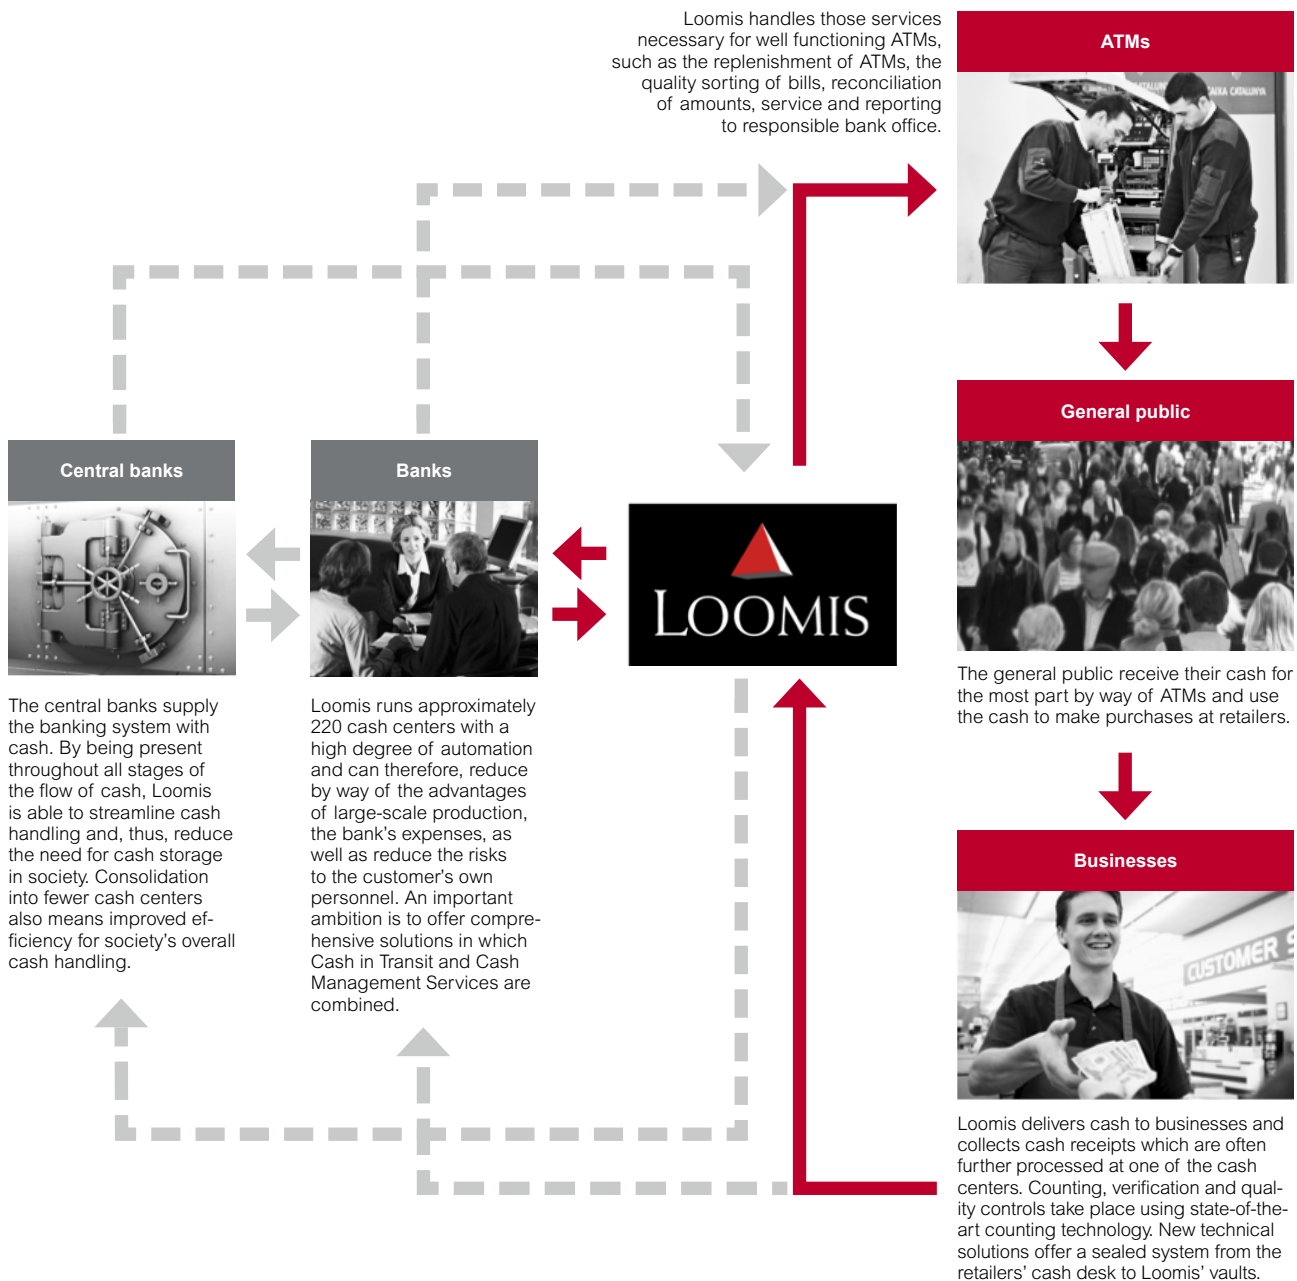 Loomis handles those services
necessary for well functioning ATMs,
such as the replenishment of ATMs, the
quality sorting of bills, reconciliation
of amounts, service and reporting
to responsible bank office.
ATMs
CAIXA CATALUNYA
General public
The general public receive their cash for
the most part by way of ATMs and use
the cash to make purchases at retailers.
Central banks
The central banks supply
the banking system with
cash. By being present
throughout all stages of
the flow of cash, Loomis
is able to streamline cash
handling and, thus, reduce
the need for cash storage
in society. Consolidation
into fewer cash centers
also means improved ef-
ficiency for society's overall
cash handling.
Banks
Loomis runs approximately
220 cash centers with a
high degree of automation
and can therefore, reduce
by way of the advantages
of large-scale production,
the bank's expenses, as
well as reduce the risks
to the customer's own
personnel. An important
ambition is to offer compre-
hensive solutions in which
Cash in Transit and Cash
Management Services are
combined.
LOOMIS
Businesses
CUSTOMER S
Loomis delivers cash to businesses and
collects cash receipts which are often
further processed at one of the cash
centers. Counting, verification and qual-
ity controls take place using state-of-the-
art counting technology. New technical
solutions offer a sealed system from the
retailers' cash desk to Loomis' vaults.